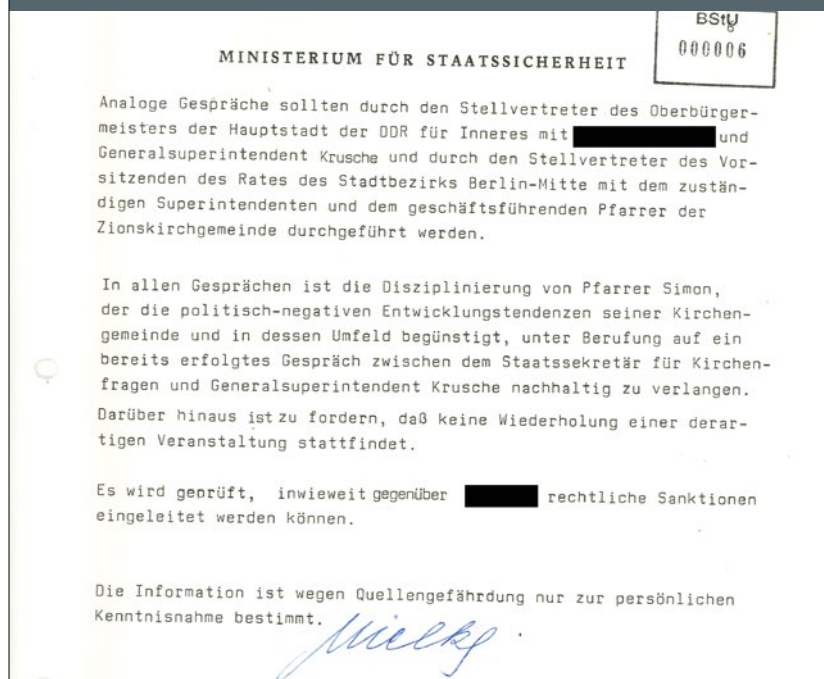 BStU
000006
MINISTERIUM FÜR STAATSSICHERHEIT
Analoge Gespräche sollten durch den Stellvertreter des Oberbürger-
meisters der Hauptstadt der DDR für Inneres mit und
Generalsuperintendent Krusche und durch den Stellvertreter des Vor-
sitzenden des Rates des Stadtbezirks Berlin-Mitte mit dem zustän-
digen Superintendenten und dem geschäftsführenden Pfarrer der
Zionskirchgemeinde durchgeführt werden.
In allen Gesprächen ist die Disziplinierung von Pfarrer Simon,
der die politisch-negativen Entwicklungstendenzen seiner Kirchen-
gemeinde und in dessen Umfeld begünstigt, unter Berufung auf ein
bereits erfolgtes Gespräch zwischen dem Staatssekretär für Kirchen-
fragen und Generalsuperintendent Krusche nachhaltig zu verlangen.
Darüber hinaus ist zu fordern, daß keine Wiederholung einer derar-
tigen Veranstaltung stattfindet.
Es wird geprüft, inwieweit gegenüber rechtliche Sanktionen
eingeleitet werden können.
Die Information ist wegen Quellengefährdung nur zur persönlichen
Kenntnisnahme bestimmt.
Mielke